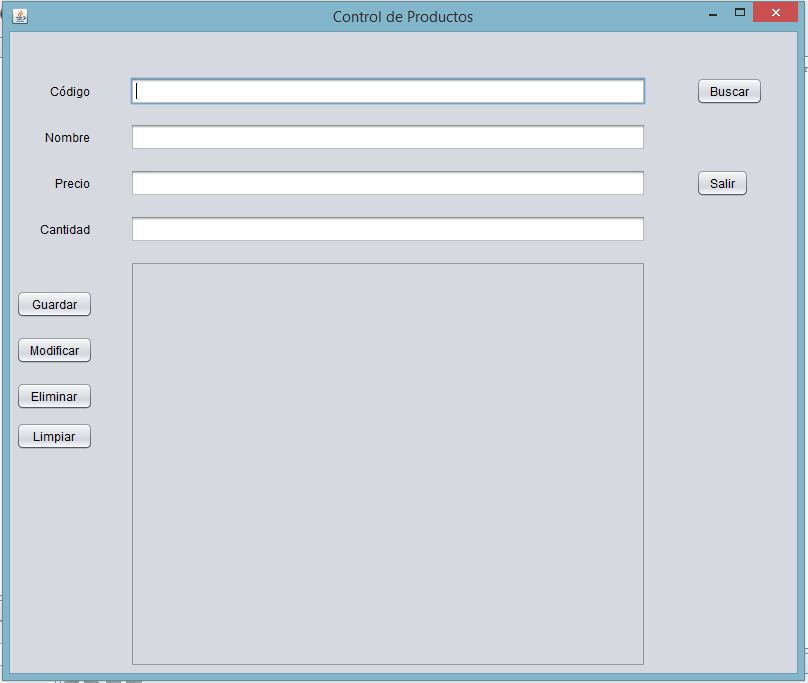 Control de Productos
Código
Buscar
Nombre
Precio
Salir
Cantidad
Guardar
Modificar
Eliminar
Limpiar